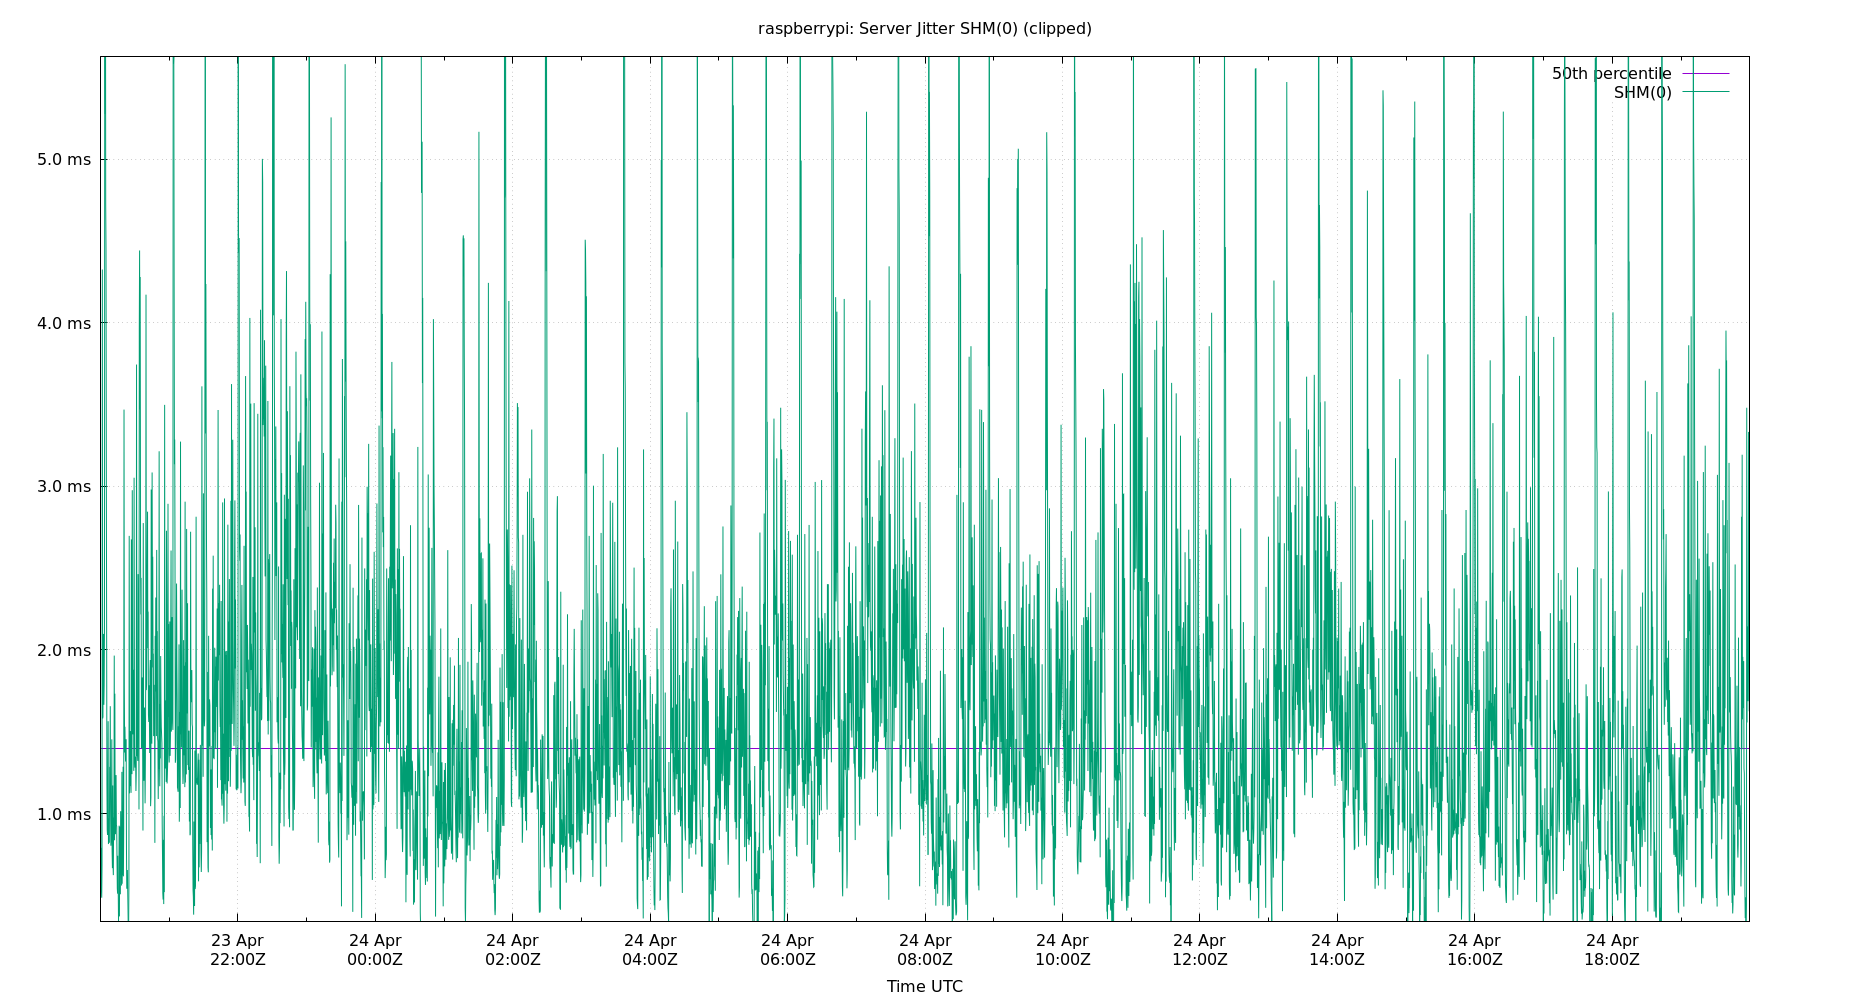 raspberrypi: Server Jitter SHM(0) (clipped)
50th percentile
SHM(0)
5.0 ms
4.0 ms
3.0 ms
2.0 ms
1.0 ms
23 Apr 24 Apr 24 Apr 24 Apr 24 Apr 24 Apr 24 Apr 24 Apr 24 Apr 24 Apr 24 Apr
22:00Z 00:00Z 02:00Z 04:00Z 06:00Z 08:00Z 10:00Z 12:00Z 14:00Z 16:00Z 18:00Z
Time UTC